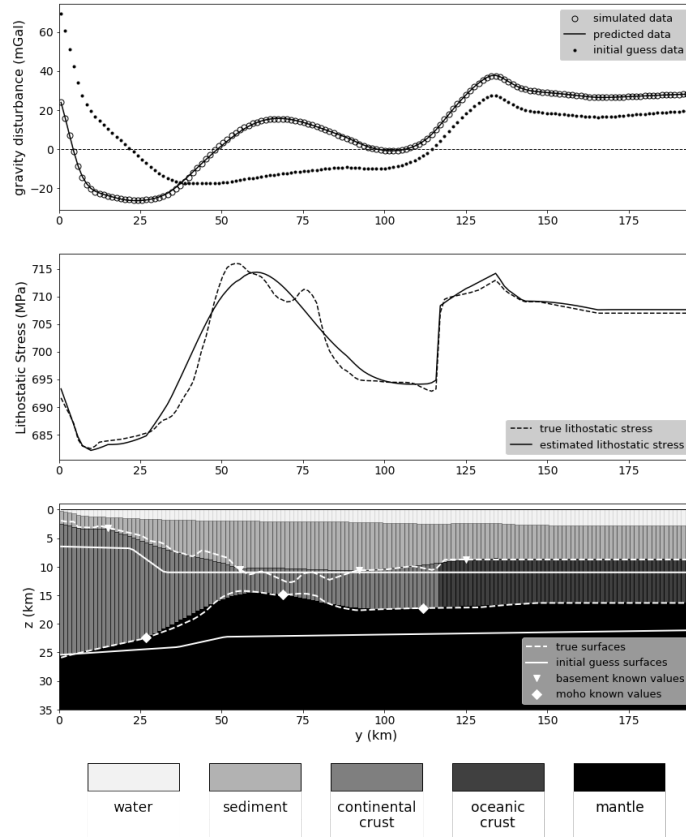 gravity disturbance (mGal)
60
40
20
0
−20
simulated data
predicted data
initial guess data
0 25 50 75 100 125 150 175
Lithostatic Stress (MPa)
715
710
705
700
695
690
685
true lithostatic stress
estimated lithostatic stress
0 25 50 75 100 125 150 175
z (km)
0
5
10
15
20
25
30
35
true surfaces
initial guess surfaces
basement known values
moho known values
0 25 50 75 100 125 150 175
y (km)
water sediment continental oceanic mantle
crust crust